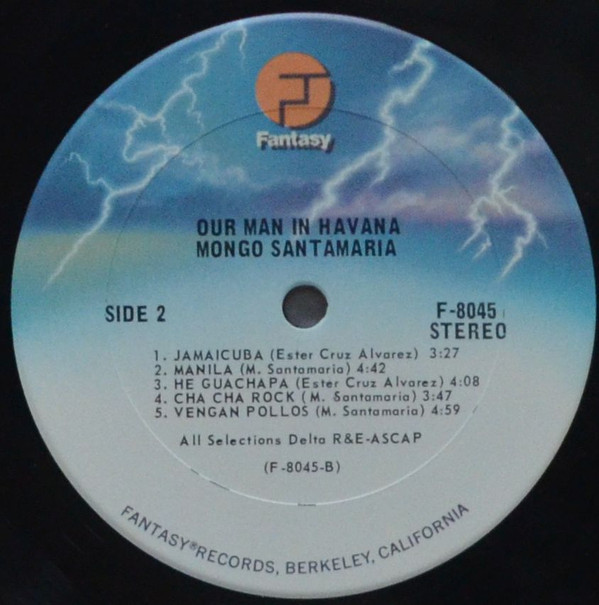 Fantasy
OUR MAN IN HAVANA
MONGO SANTAMARIA
SIDE 2
F-8045
STEREO
1. JAMAICUBA (Ester Cruz Alvarez) 3:27
2. MANILA (M. Santamaria) 4:42
3. HE GUACHAPA (Ester Cruz Alvarez) 4:08
4. CHA CHA ROCK (M. Santamaria) 3:47
5. VENGAN POLLOS (M. Santamaria) 4:59
All Selections Delta R&E-ASCAP
(F-8045-B)
FANTASY® RECORDS, BERKELEY, CALIFORNIA